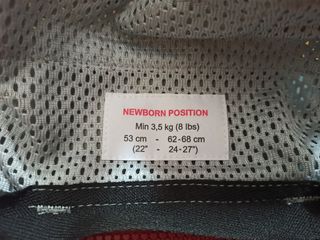 NEWBORN POSITION
Min 3,5 kg (8 lbs)
53 cm - 62-68 cm
(22" - 24-27")